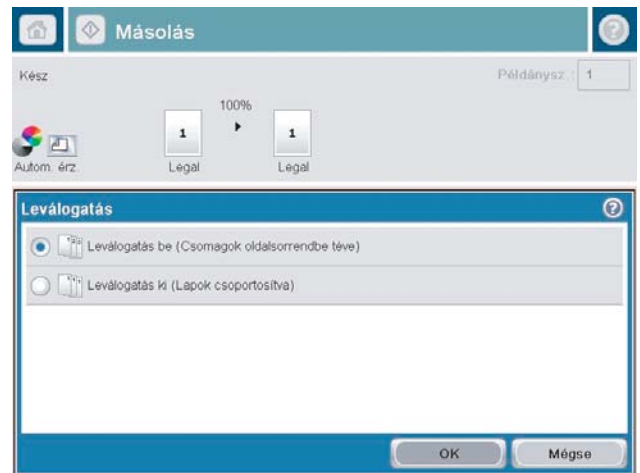 Másolás
Kész
Példánysz.: 1
100%
1 1
Autom. érz.
Legal Legal
Leválogatás
Leválogatás be (Csomagok oldalsorrendbe téve)
Leválogatás ki (Lapok csoportosítva)
OK Mégse